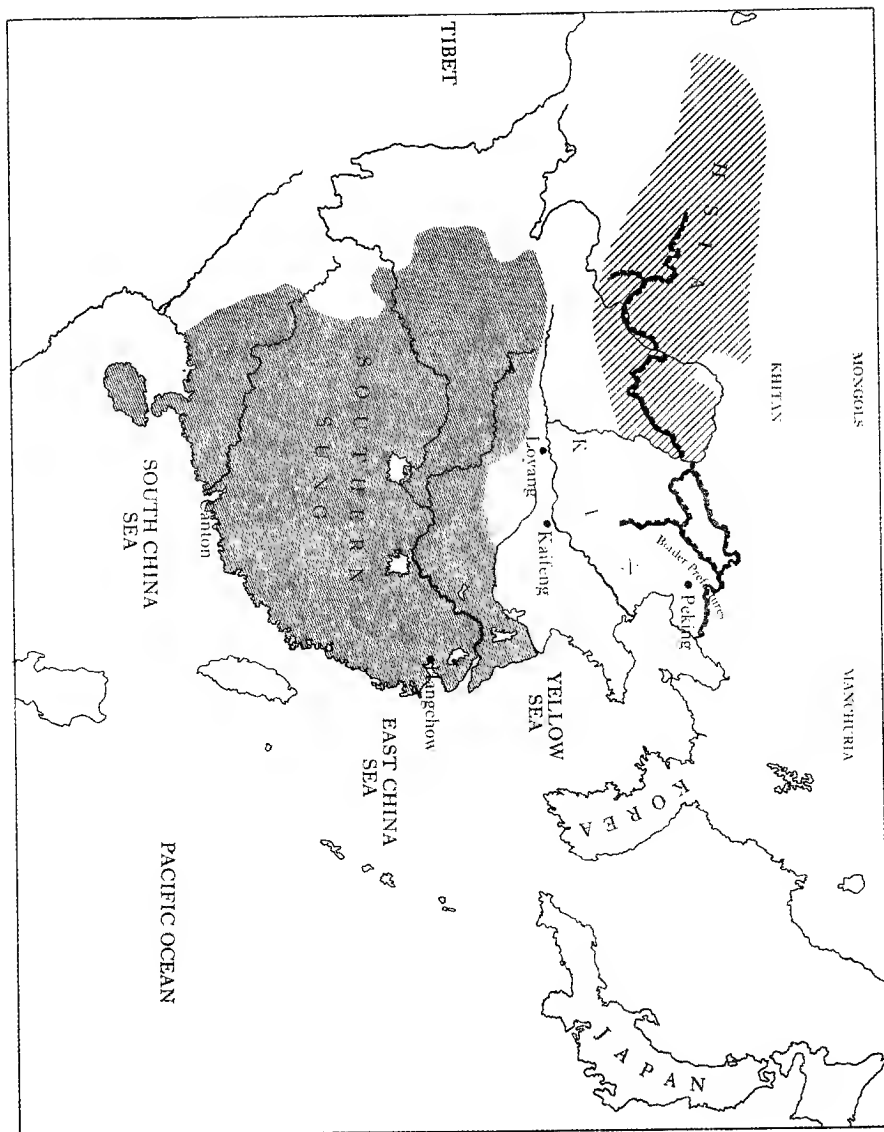 MONGOLS
MANCHURIA
KHITAN
HSIA
Border Prefectures
Peking
KOREA
JAPAN
Loyang
Kaifeng
YELLOW
SEA
TIBET
SOUTHERN
SUNG
Hangchow
EAST CHINA
SEA
Canton
SOUTH CHINA
SEA
PACIFIC OCEAN